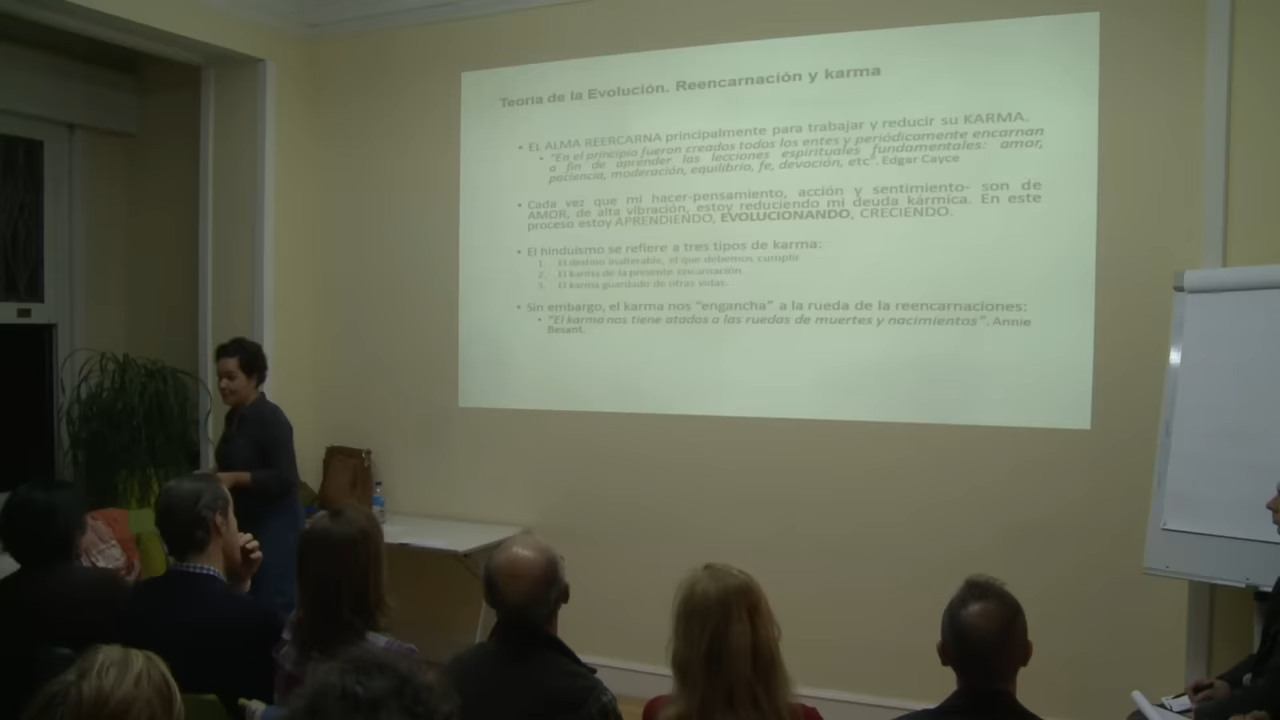 Teoria de la Evolución. Reencarnación y karma
• EL ALMA REERCARNA principalmente para trabajar y reducir su KARMA.
• "En el principio fueron creados todos los entes y periódicamente encarnan
a fin de aprender las lecciones espirituales fundamentales: amor,
paciencia, moderación, equilibrio, fe, devoción, etc". Edgar Cayce
• Cada vez que mi hacer-pensamiento, acción y sentimiento- son de
AMOR, de alta vibración, estoy reduciendo mi deuda kármica. En este
proceso estoy APRENDIENDO, EVOLUCIONANDO, CRECIENDO.
• El hinduismo se refiere a tres tipos de karma:
1. El destino inalterable, el que debemos cumplir
2. El karma de la presente encarnación
3. El karma guardado de otras vidas.
• Sin embargo, el karma nos "engancha" a la rueda de la reencarnaciones:
• "El karma nos tiene atados a las ruedas de muertes y nacimientos". Annie
Besant.